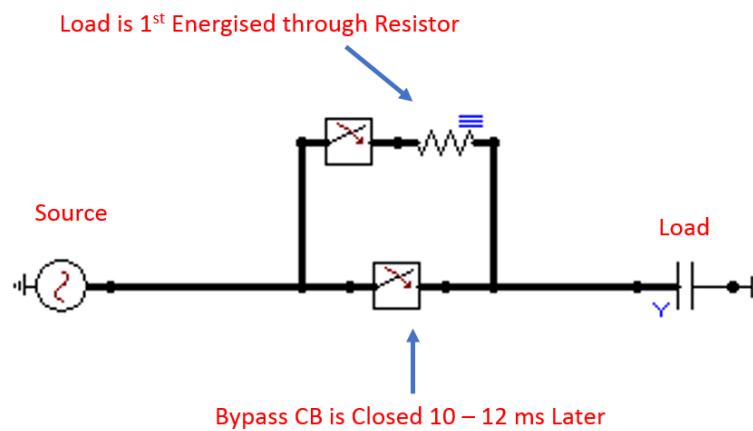 Load is 1st Energised through Resistor
Source
Load
Y
Bypass CB is Closed 10 – 12 ms Later